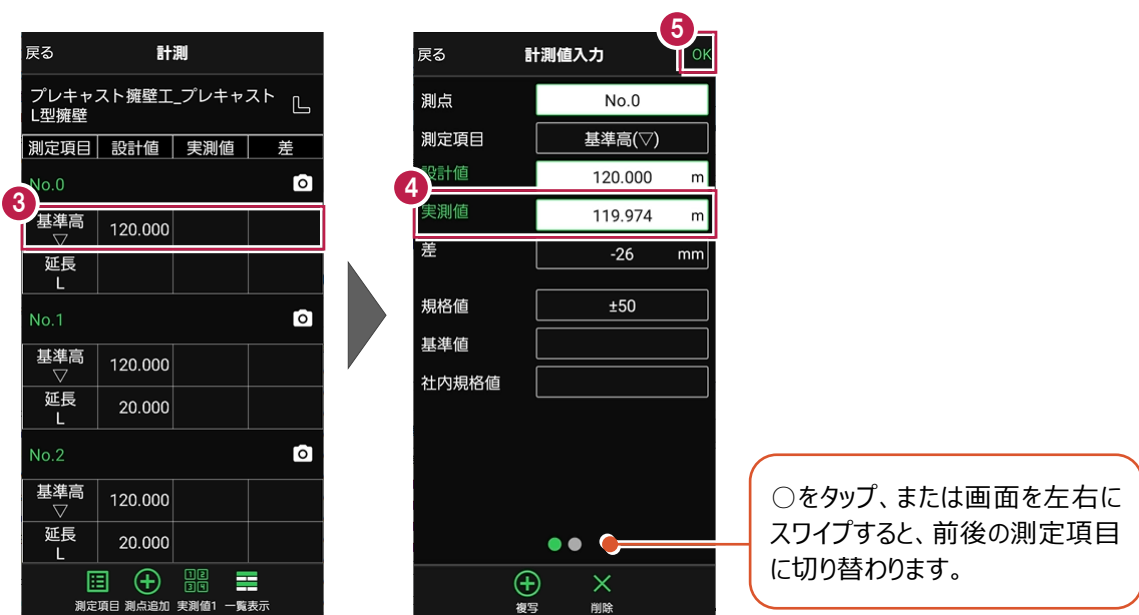 戻る 計測
プレキャスト擁壁工_プレキャスト
L型擁壁
測定項目 設計値 実測値 差
No.0
3
基準高
▽ 120.000
延長
L
No.1
基準高
▽ 120.000
延長
L 20.000
No.2
基準高
▽ 120.000
延長
L 20.000
1 2
3 4
測定項目 測点追加 実測値1 一覧表示
5
戻る 計測値入力 OK
測点 No.0
測定項目 基準高(▽)
設計値 120.000 m
4
実測値 119.974 m
差 -26 mm
規格値 ±50
基準値
社内規格値
複写 削除
○をタップ、または画面を左右に
スワイプすると、前後の測定項目
に切り替わります。